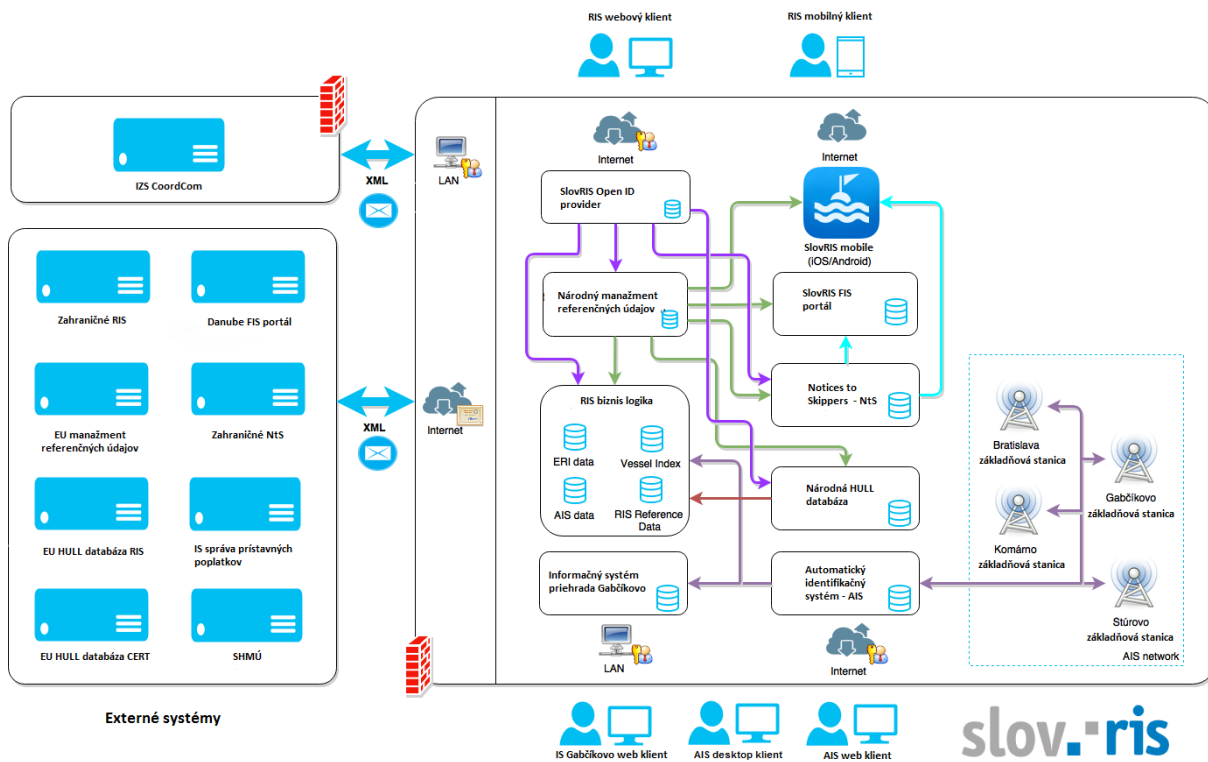 RIS webový klient
RIS mobilný klient
IZS CoordCom
XML
LAN
Internet
Internet
SlovRIS Open ID
provider
SlovRIS mobile
(iOS/Android)
Zahraničné RIS
Danube FIS portál
Národný manažment
referenčných údajov
SlovRIS FIS
portál
EU manažment
referenčných údajov
Zahraničné NtS
XML
Internet
RIS biznis logika
ERI data
Vessel Index
AIS data
RIS Reference
Data
Notices to
Skippers - NtS
Bratislava
základňová stanica
Gabčíkovo
základňová stanica
Komárno
základňová stanica
Stúrovo
základňová stanica
AIS network
EU HULL databáza RIS
IS správa prístavných
poplatkov
Národná HULL
databáza
Informačný systém
priehrada Gabčíkovo
Automatický
identifikačný
systém - AIS
EU HULL databáza CERT
SHMÚ
LAN
Internet
Externé systémy
IS Gabčíkovo web klient
AIS desktop klient
AIS web klient
slov ris